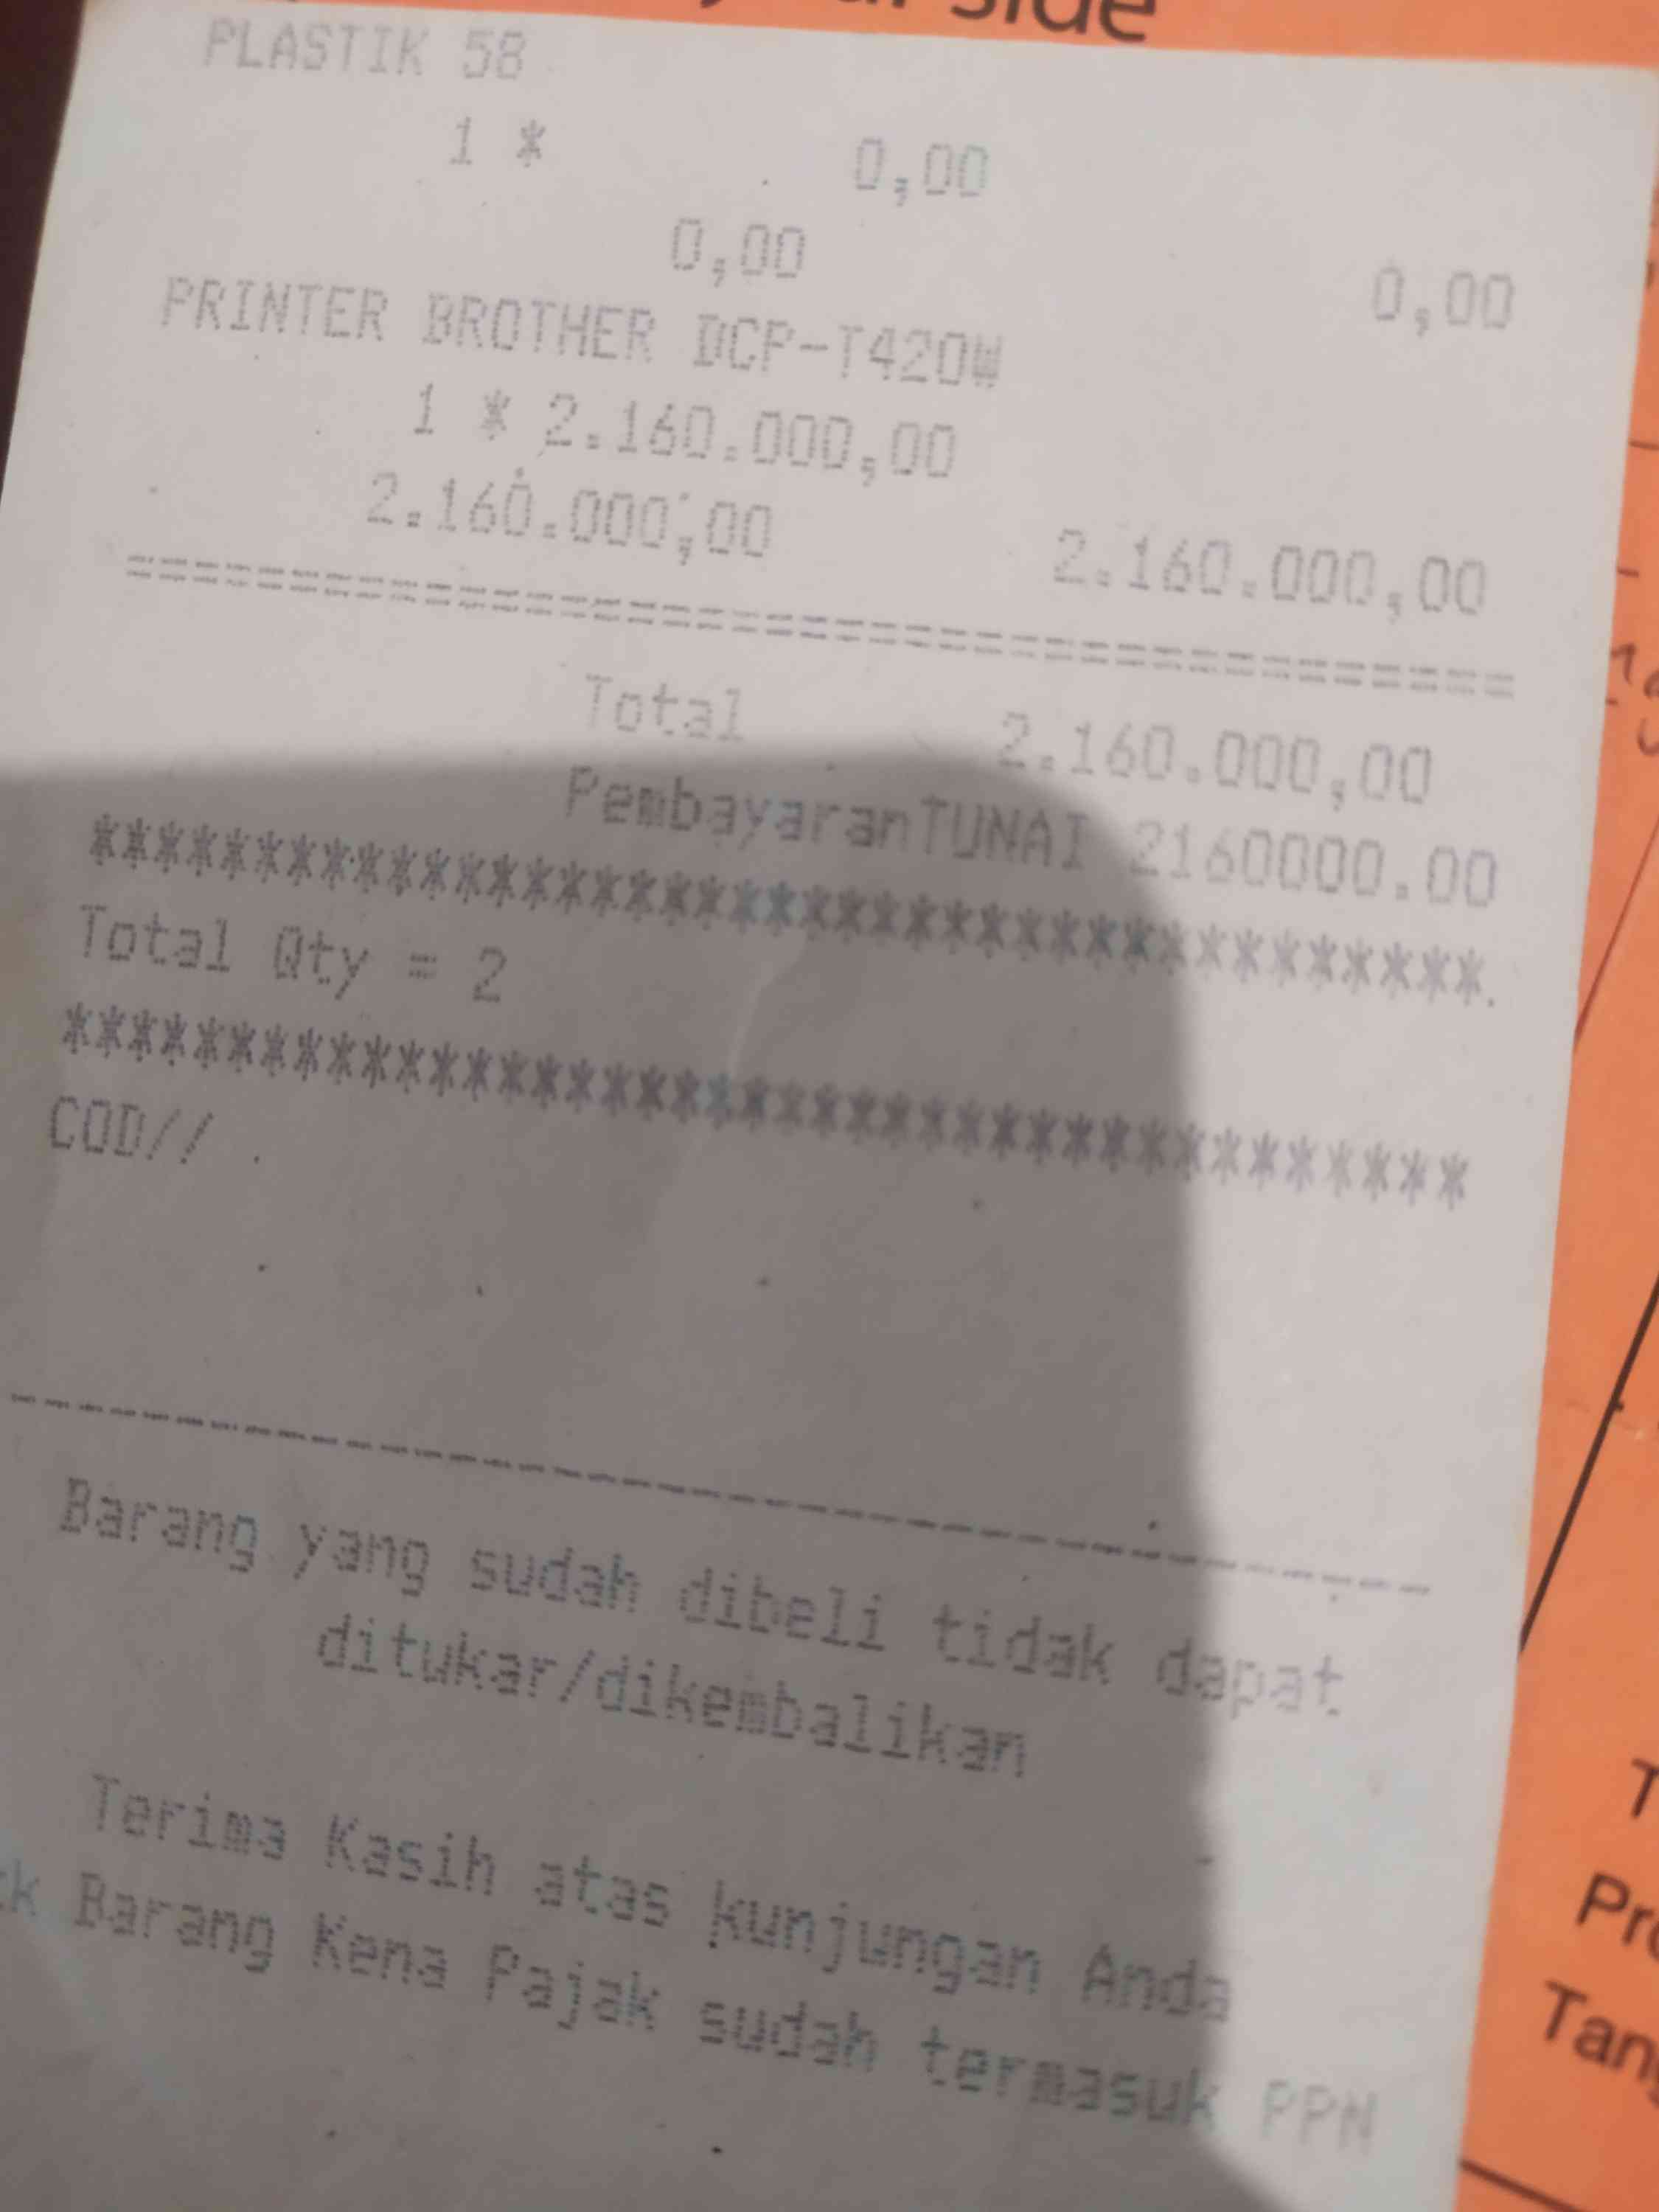 side
PLASTIK 58
1 * 0,00
0,00 0,00
PRINTER BROTHER DCP-T420W
1 * 2.160.000,00
2.160.000,00 2.160.000,00
Total 2.160.000,00
PembayaranTUNAI 2160000.00
****************************************
Total Qty = 2
****************************************
COD//
Barang yang sudah dibeli tidak dapat
ditukar/dikembalikan
Terima Kasih atas Kunjungan Anda
Barang Kena Pajak sudah termasuk PPN